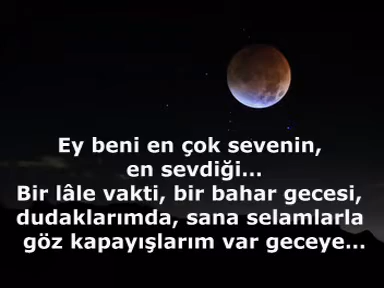 Ey beni en çok sevenin,
en sevdiği...
Bir lâle vakti, bir bahar gecesi,
dudaklarımda, sana selamlarla
göz kapayışlarım var geceye...